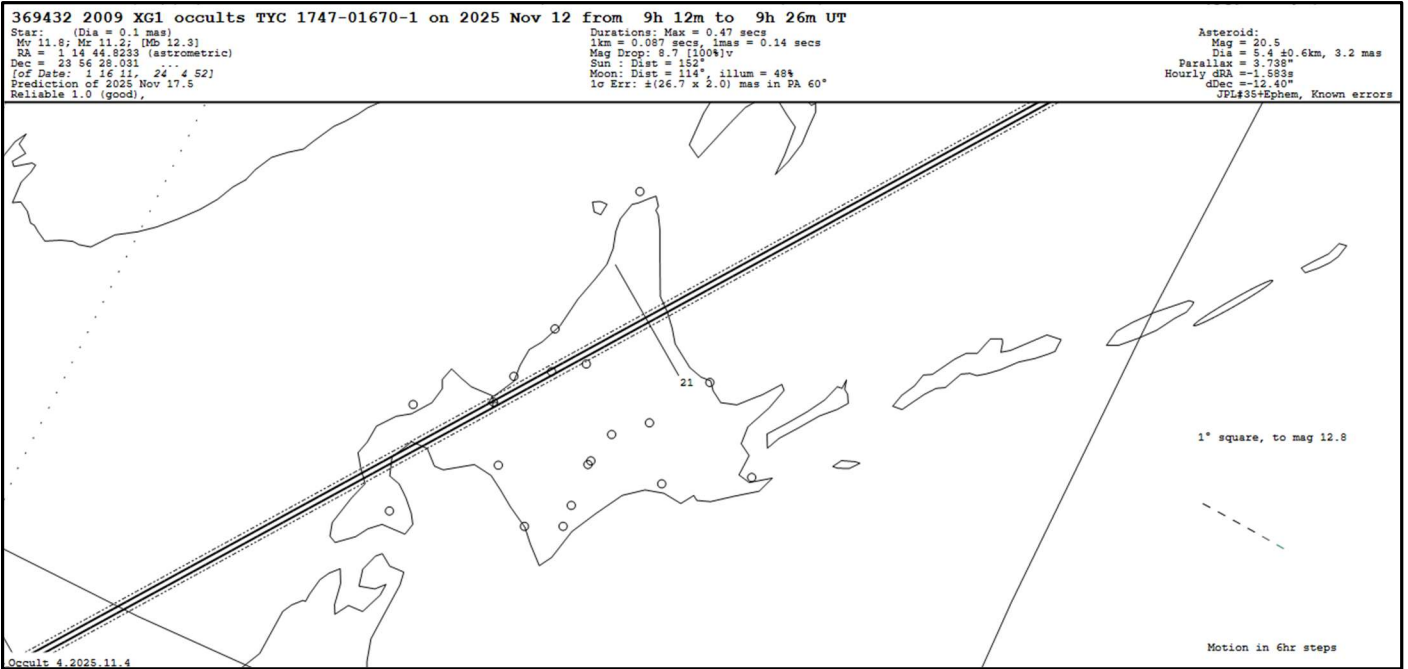 369432 2009 XG1 occults TYC 1747-01670-1 on 2025 Nov 12 from 9h 12m to 9h 26m UT
Star: (Dia = 0.1 mas)
Mv 11.8; Mr 11.2; [Mb 12.3]
RA = 1 14 44.8233 (astrometric)
Dec = 23 56 28.031 ...
[of Date: 1 16 11, 24 4 52]
Prediction of 2025 Nov 17.5
Reliable 1.0 (good),
Durations: Max = 0.47 secs
1km = 0.087 secs, 1mas = 0.14 secs
Mag Drop: 8.7 [100%]v
Sun : Dist = 152°
Moon: Dist = 114°, illum = 48%
1σ Err: ±(26.7 x 2.0) mas in PA 60°
Asteroid:
Mag = 20.5
Dia = 5.4 ±0.6km, 3.2 mas
Parallax = 3.738"
Hourly dRA =-1.583s
dDec =-12.40"
JPL#35+Ephem, Known errors
21
1° square, to mag 12.8
Motion in 6hr steps
Occult 4.2025.11.4